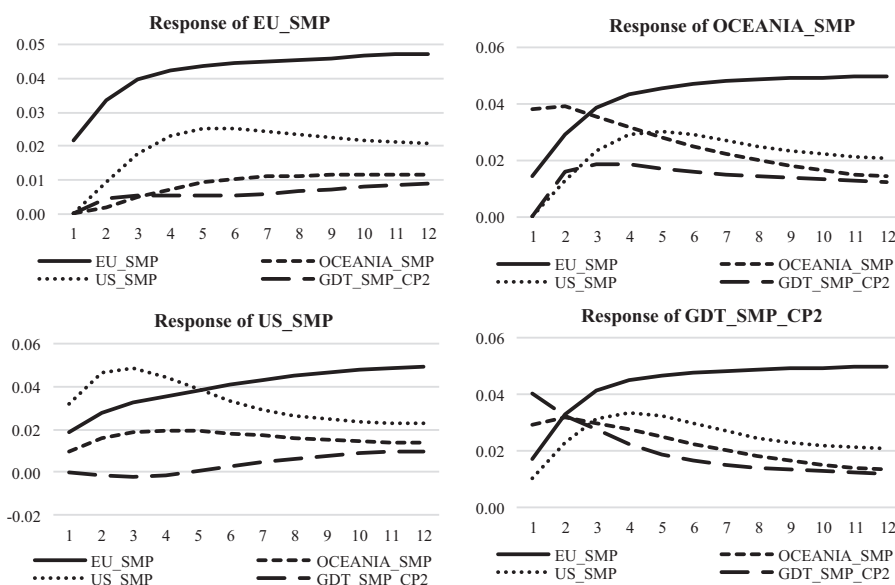 Response of EU_SMP
0.05
0.04
0.03
0.02
0.01
0.00
1 2 3 4 5 6 7 8 9 10 11 12
EU_SMP OCEANIA_SMP
US_SMP GDT_SMP_CP2
Response of OCEANIA_SMP
0.06
0.04
0.02
0.00
1 2 3 4 5 6 7 8 9 10 11 12
EU_SMP OCEANIA_SMP
US_SMP GDT_SMP_CP2
Response of US_SMP
0.06
0.04
0.02
0.00
-0.02
1 2 3 4 5 6 7 8 9 10 11 12
EU_SMP OCEANIA_SMP
US_SMP GDT_SMP_CP2
Response of GDT_SMP_CP2
0.06
0.04
0.02
0.00
1 2 3 4 5 6 7 8 9 10 11 12
EU_SMP OCEANIA_SMP
US_SMP GDT_SMP_CP2